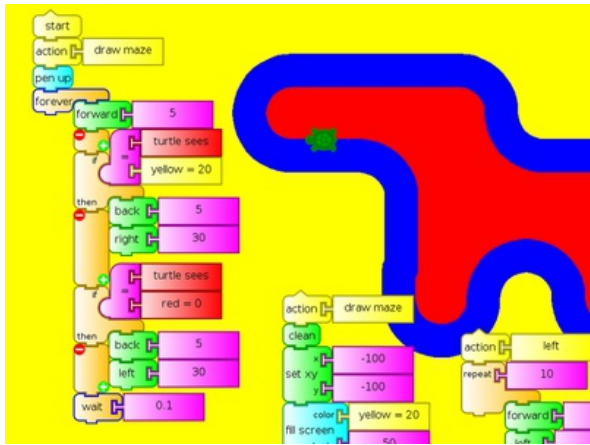 start
action draw maze
pen up
forever
forward 5
if
= turtle sees
yellow = 20
then
back 5
right 30
if
= turtle sees
red = 0
then
back 5
left 30
wait 0.1
action draw maze
clean
set xy x -100
y -100
fill screen color yellow = 20
50
action left
repeat 10
forward
left